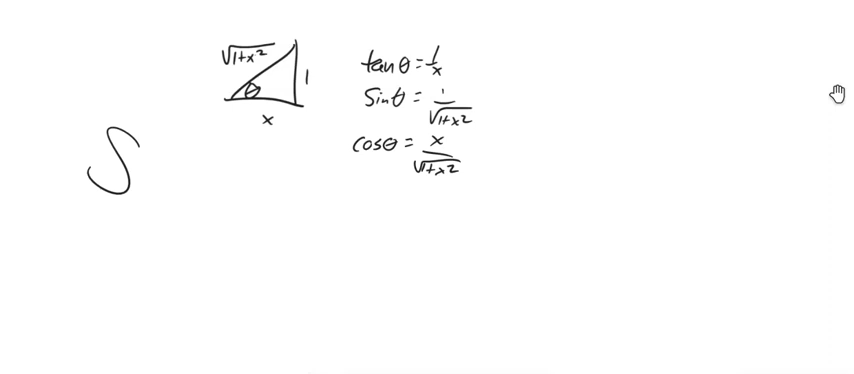 √1+x²
θ
1
x
tanθ = 1/x
sinθ = 1/√1+x²
cosθ = x/√1+x²
∫